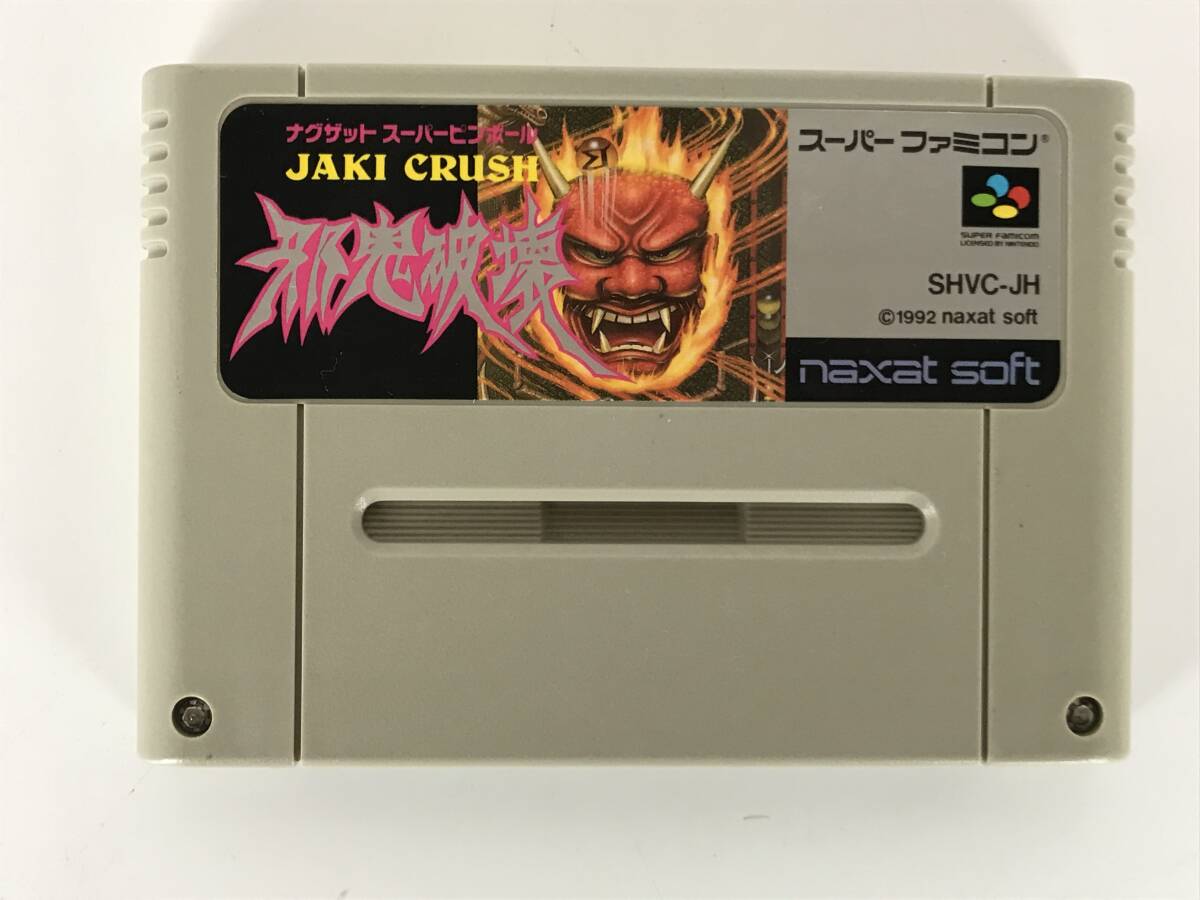 ナグザット スーパーピンボール
JAKI CRUSH
邪鬼破壊
スーパーファミコン®
SUPER FAMICOM
LICENSED BY NINTENDO
SHVC-JH
©1992 naxat soft
naxat soft